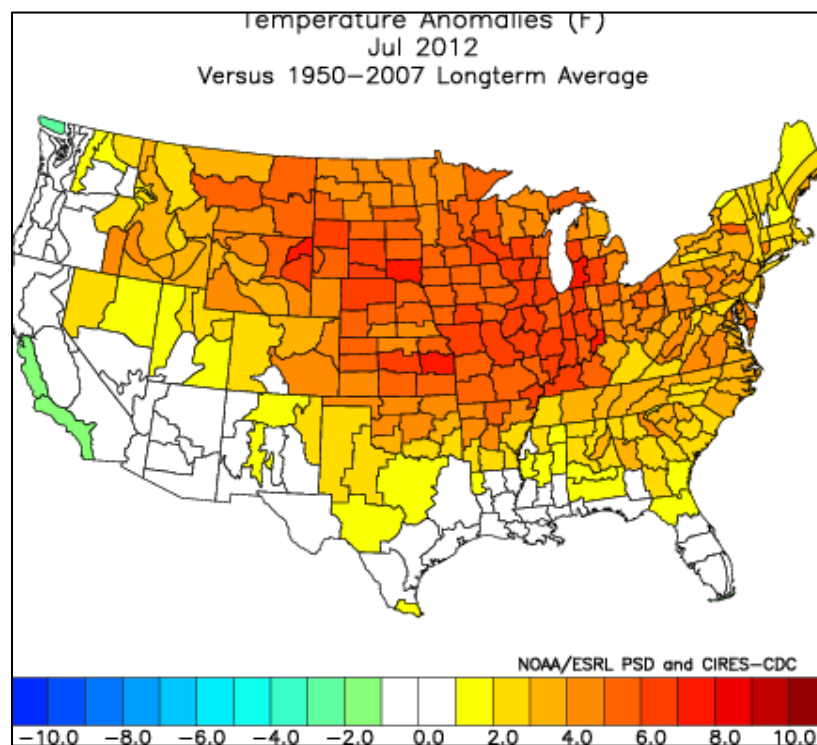 Temperature Anomalies (F)
Jul 2012
Versus 1950-2007 Longterm Average
NOAA/ESRL PSD and CIRES-CDC
-10.0 -8.0 -6.0 -4.0 -2.0 0.0 2.0 4.0 6.0 8.0 10.0